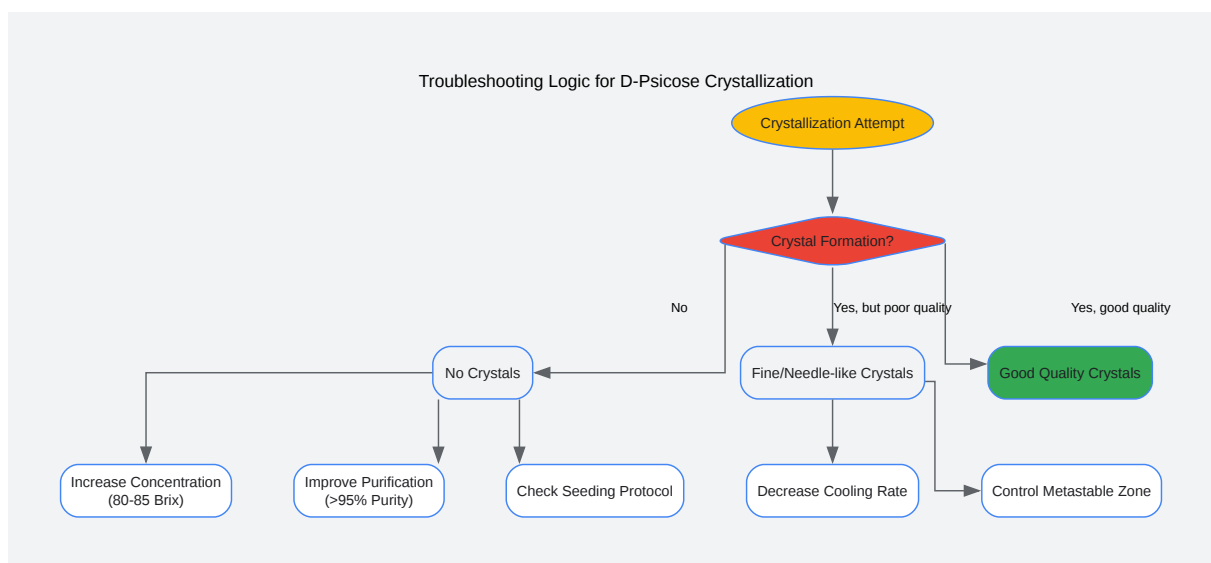 Troubleshooting Logic for D-Psicose Crystallization
Crystallization Attempt
Crystal Formation?
No
Yes, but poor quality
Yes, good quality
No Crystals
Fine/Needle-like Crystals
Good Quality Crystals
Increase Concentration
(80-85 Brix)
Improve Purification
(>95% Purity)
Check Seeding Protocol
Decrease Cooling Rate
Control Metastable Zone